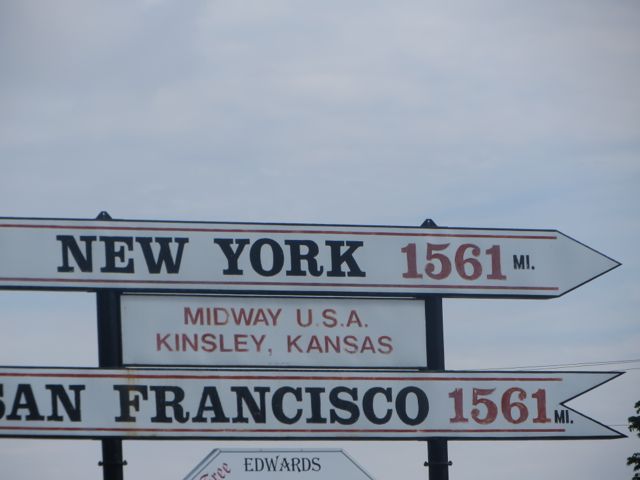 NEW YORK 1561 MI.
MIDWAY U.S.A.
KINSLEY, KANSAS
SAN FRANCISCO 1561 MI.
EDWARDS